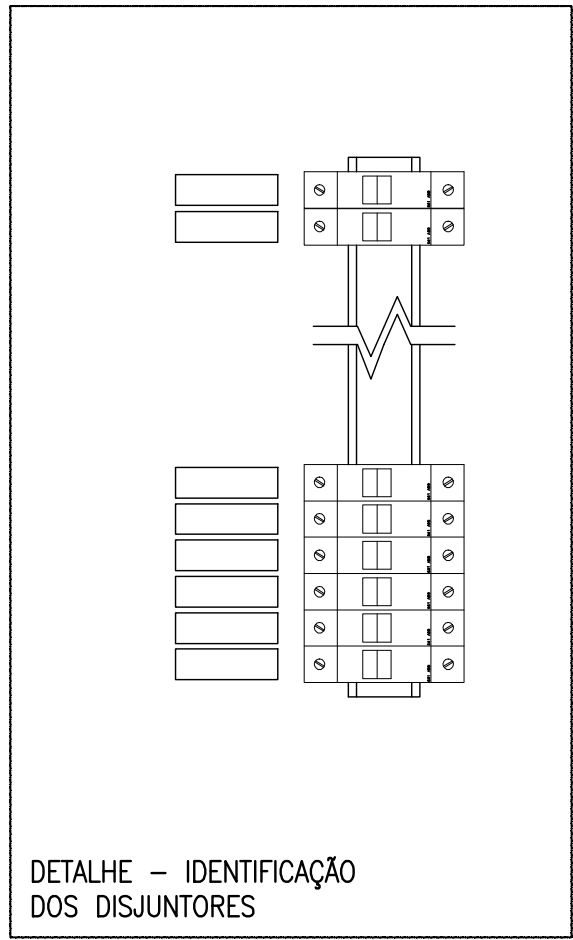 DETALHE – IDENTIFICAÇÃO
DOS DISJUNTORES